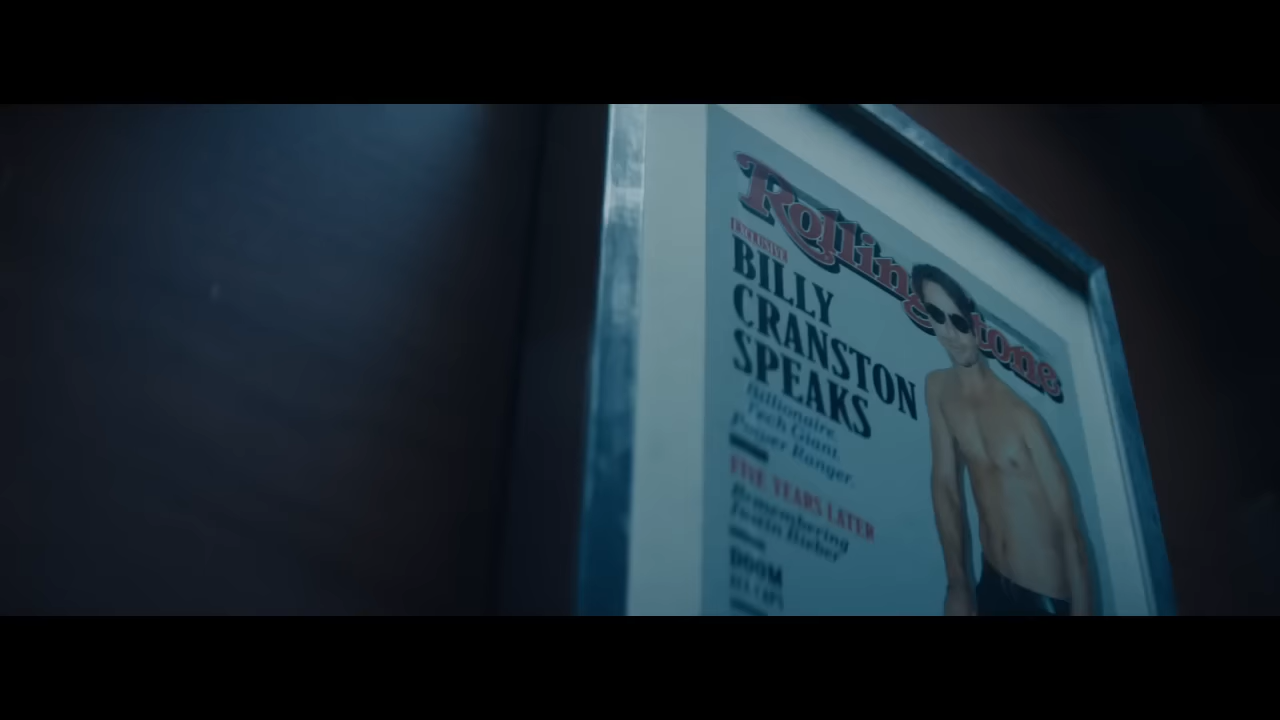 Rolling Stone
EXCLUSIVE
BILLY
CRANSTON
SPEAKS
Billionaire.
Tech Giant.
Power Ranger.
FIVE YEARS LATER
Remembering
Justin Bieber
DOOM